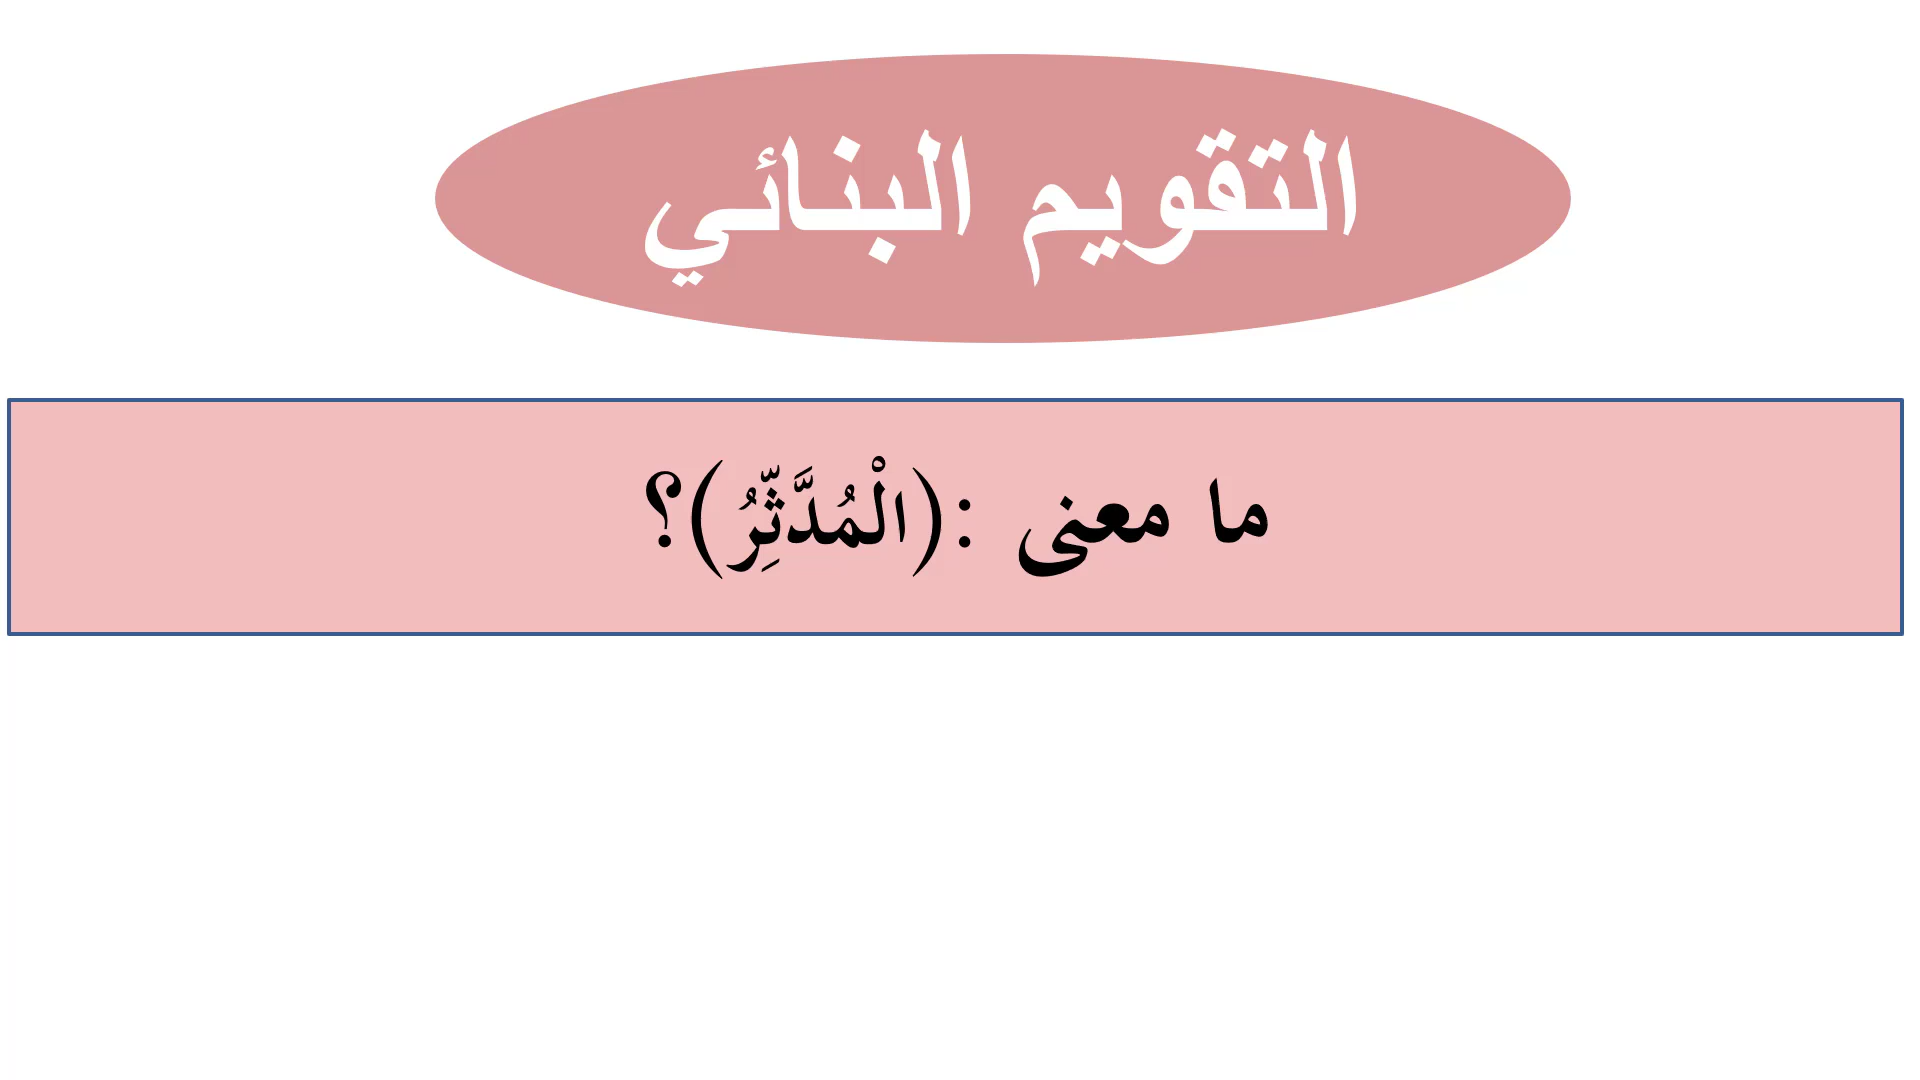 التقويم البنائي
ما معنى :(الْمُدَّثِّرُ)؟